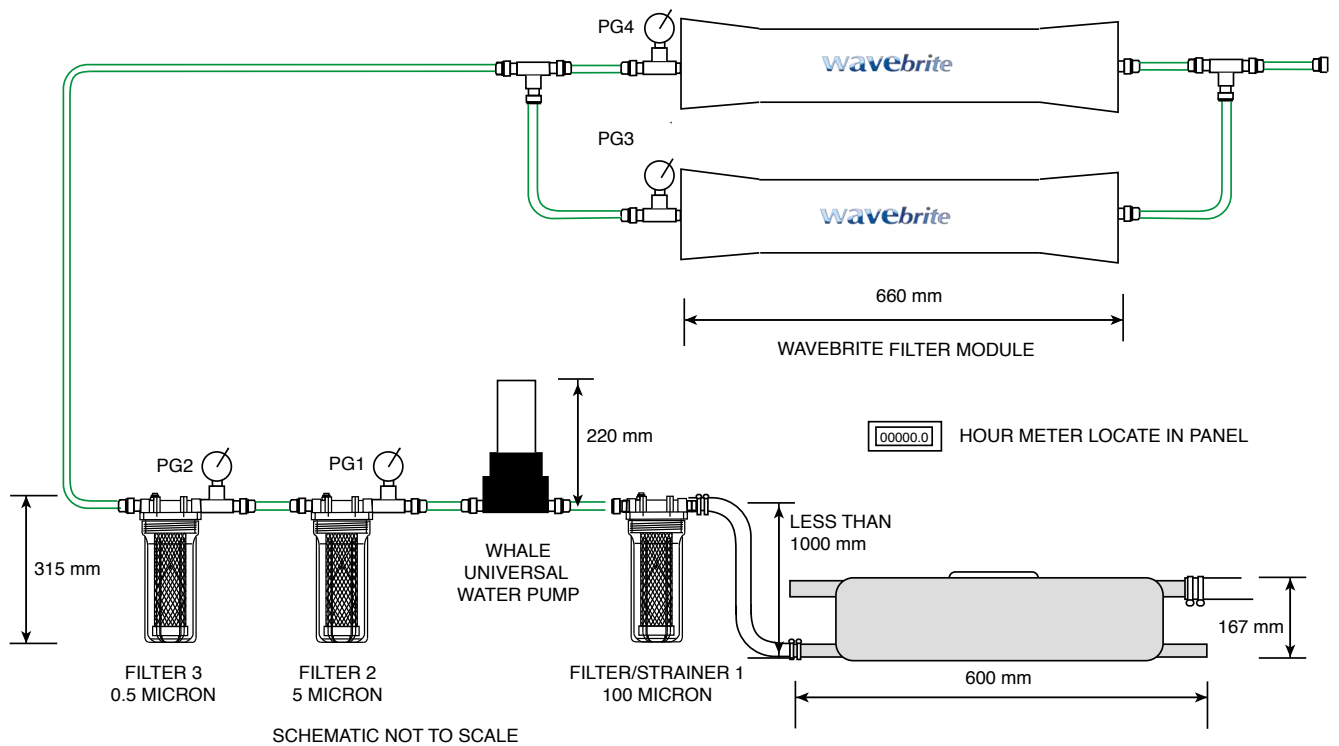 PG4
wavebrite
PG3
wavebrite
660 mm
WAVEBRITE FILTER MODULE
220 mm
00000.0
HOUR METER LOCATE IN PANEL
PG2
PG1
315 mm
WHALE
UNIVERSAL
WATER PUMP
LESS THAN
1000 mm
167 mm
FILTER 3
0.5 MICRON
FILTER 2
5 MICRON
FILTER/STRAINER 1
100 MICRON
600 mm
SCHEMATIC NOT TO SCALE